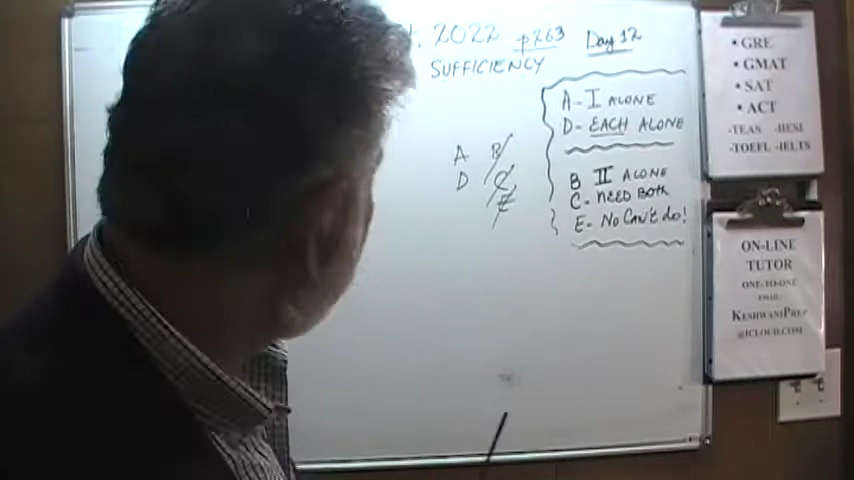 2022 p263 Day 12
SUFFICIENCY
A- I ALONE
D- EACH ALONE
A B
D C
E
B II ALONE
C- NEED BOTH
E- NO CAN'T do!
• GRE
• GMAT
• SAT
• ACT
-TEAS -HESI
-TOEFL -IELTS
ON-LINE
TUTOR
ONE-TO-ONE
KESHWANIPREP
@ICLOUD.COM